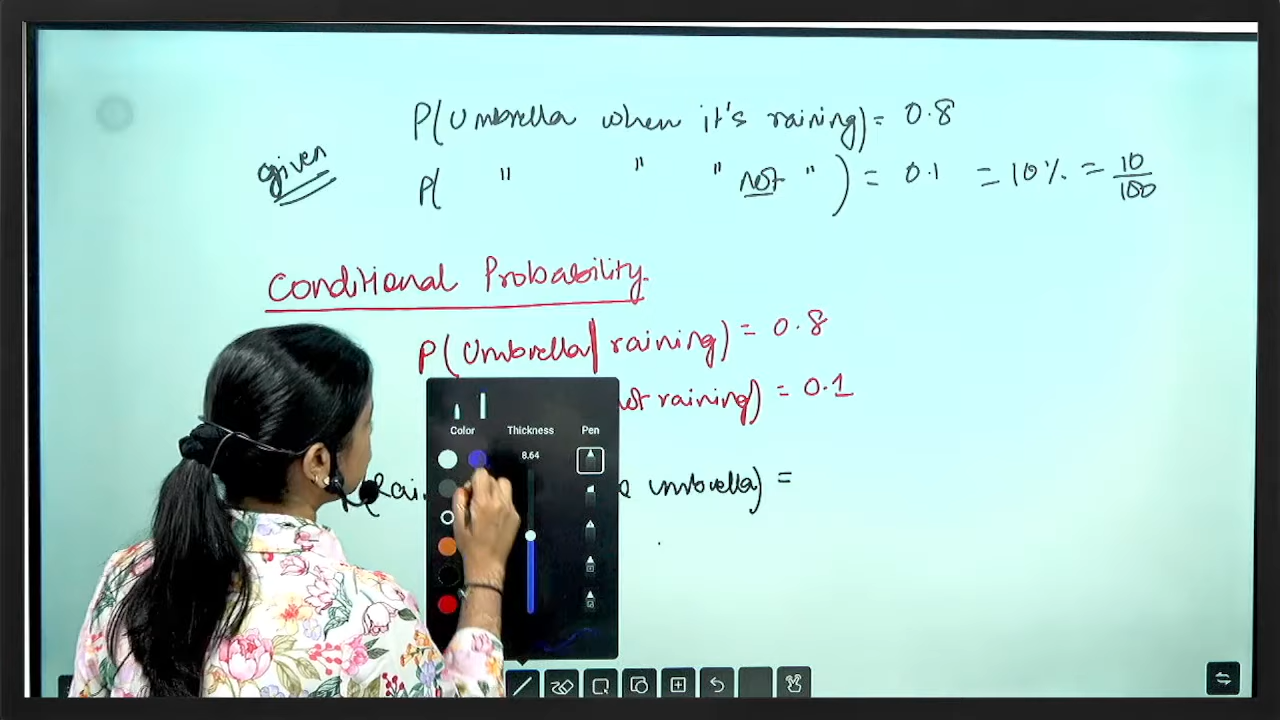 P(Umbrella when it's raining) = 0.8
given
P( " " " not " ) = 0.1 = 10% = 10/100
Conditional Probability.
P(Umbrella | raining) = 0.8
not raining) = 0.1
Color Thickness Pen
8.64
umbrella) =